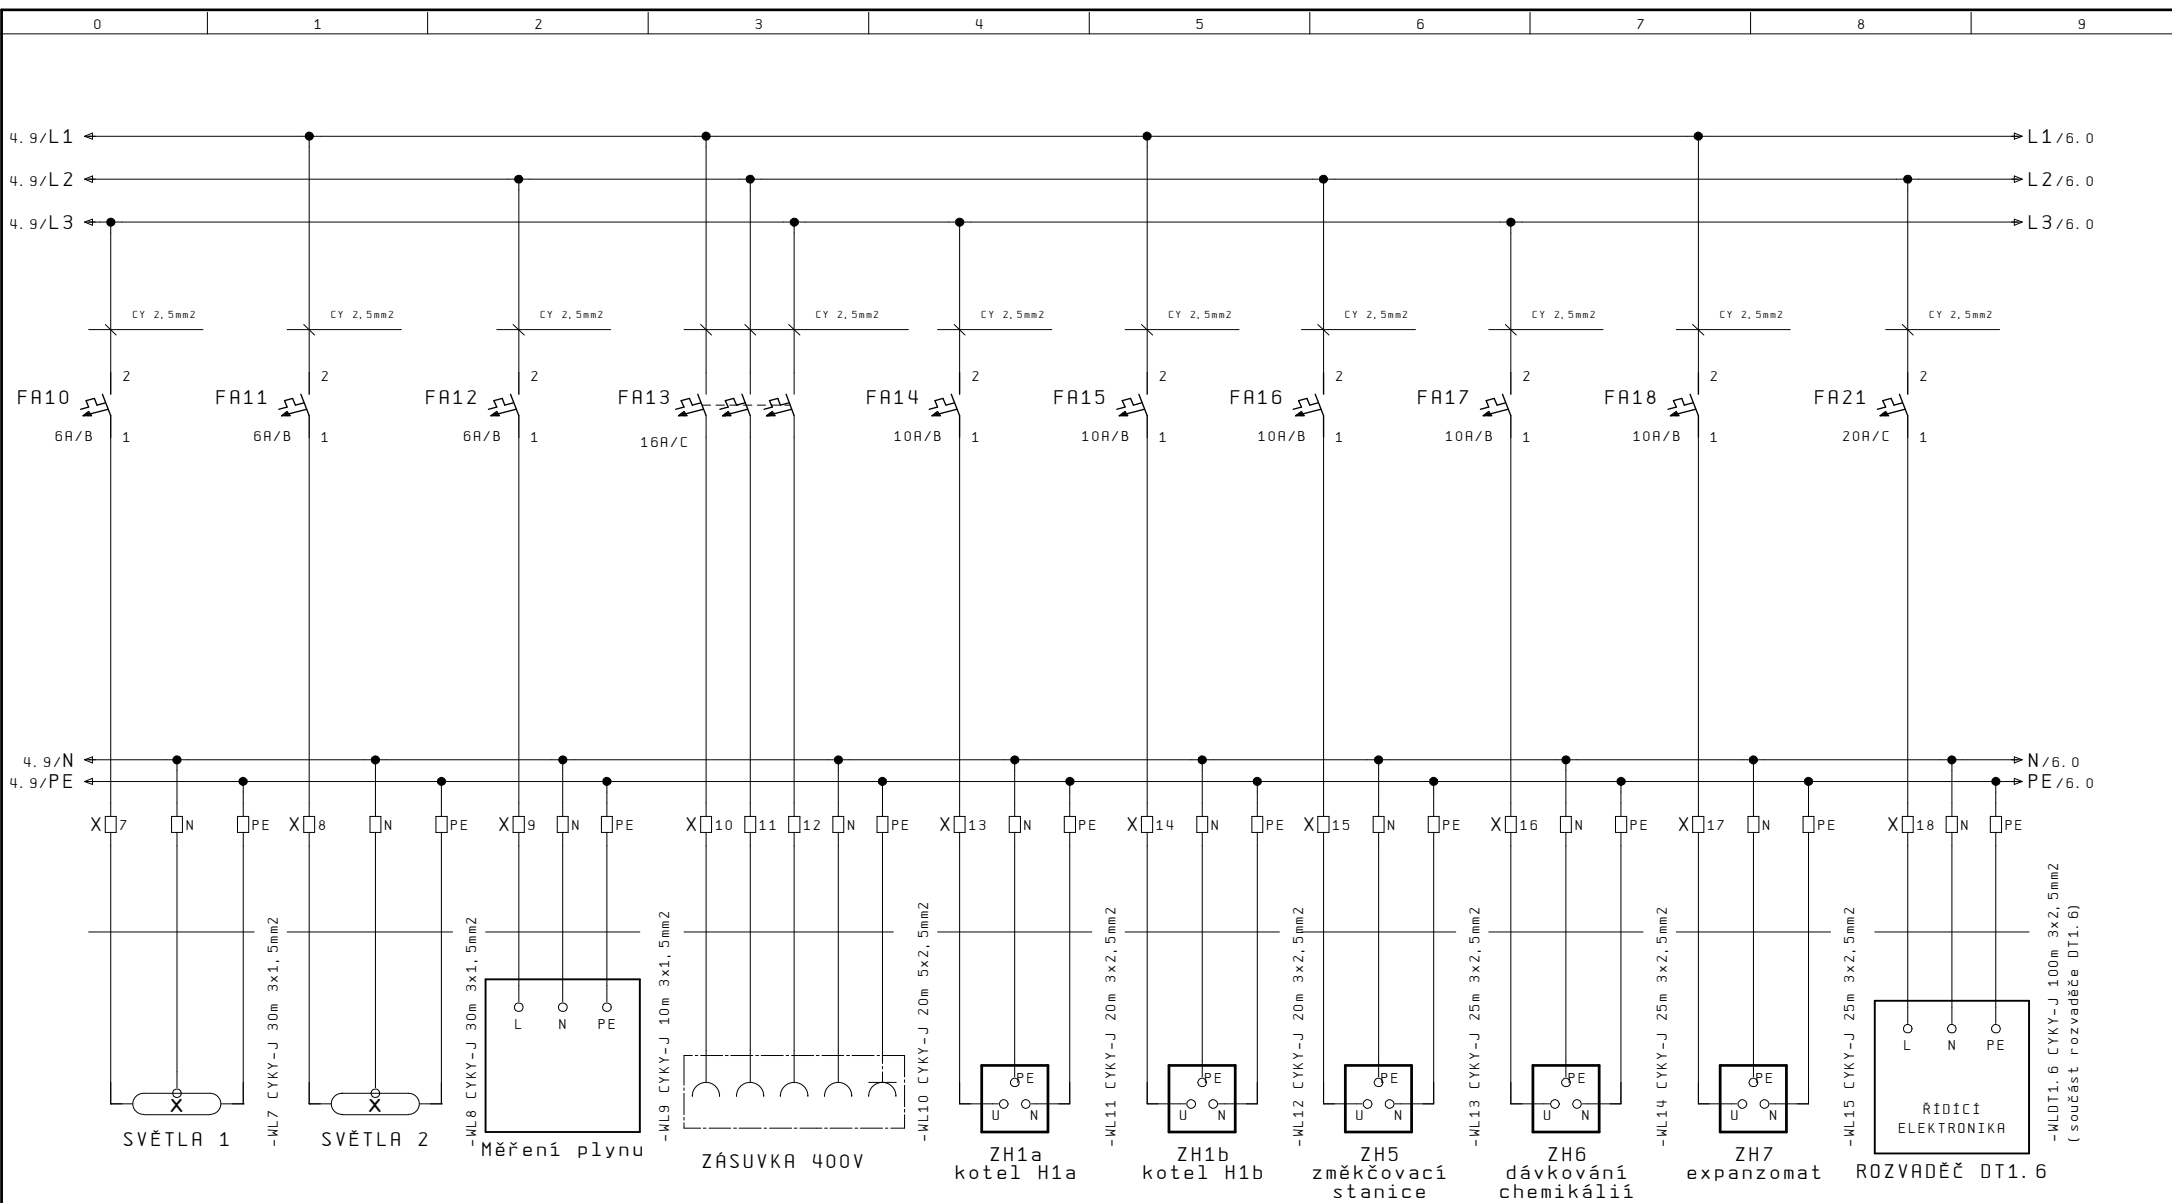 0 1 2 3 4 5 6 7 8 9
4.9/L1 L1/6.0
4.9/L2 L2/6.0
4.9/L3 L3/6.0
CY 2,5mm2 CY 2,5mm2 CY 2,5mm2 CY 2,5mm2 CY 2,5mm2 CY 2,5mm2 CY 2,5mm2 CY 2,5mm2 CY 2,5mm2 CY 2,5mm2
2 2 2 2 2 2 2 2 2
FA10 FA11 FA12 FA13 FA14 FA15 FA16 FA17 FA18 FA21
6A/B 1 6A/B 1 6A/B 1 16A/C 10A/B 1 10A/B 1 10A/B 1 10A/B 1 10A/B 1 20A/C 1
4.9/N N/6.0
4.9/PE PE/6.0
X 7 N PE X 8 N PE X 9 N PE X 10 11 12 N PE X 13 N PE X 14 N PE X 15 N PE X 16 N PE X 17 N PE X 18 N PE
-WL7 CYKY-J 30m 3x1,5mm2
-WL8 CYKY-J 30m 3x1,5mm2
-WL9 CYKY-J 10m 3x1,5mm2
-WL10 CYKY-J 20m 5x2,5mm2
-WL11 CYKY-J 20m 3x2,5mm2
-WL12 CYKY-J 20m 3x2,5mm2
-WL13 CYKY-J 25m 3x2,5mm2
-WL14 CYKY-J 25m 3x2,5mm2
-WL15 CYKY-J 25m 3x2,5mm2
-WLDT1.6 CYKY-J 100m 3x2,5mm2
(součást rozvaděče DT1.6)
L N PE
L N PE
PE PE PE PE PE
X X
U N U N U N U N U N
ŘÍDÍCÍ
ELEKTRONIKA
SVĚTLA 1
SVĚTLA 2
Měření plynu
ZÁSUVKA 400V
ZH1a
kotel H1a
ZH1b
kotel H1b
ZH5
změkčovací
stanice
ZH6
dávkování
chemikálií
ZH7
expanzomat
ROZVADĚČ DT1.6